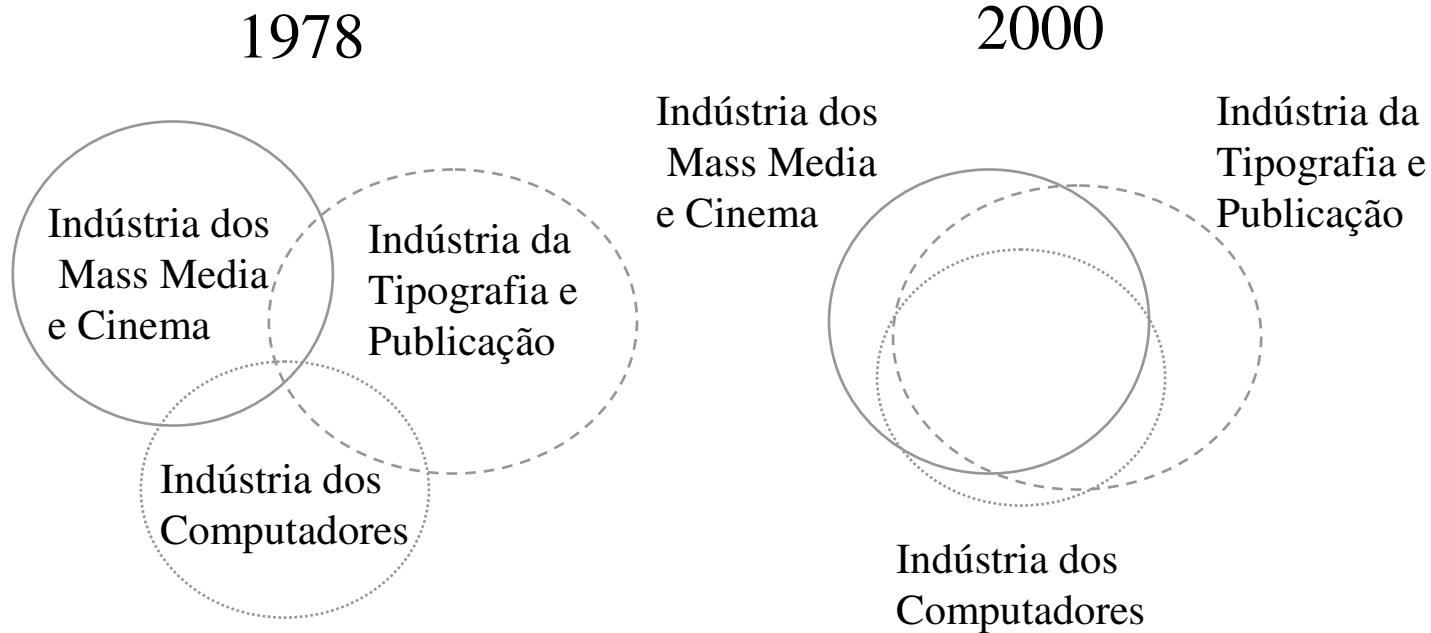 1978
Indústria dos
Mass Media
e Cinema
Indústria da
Tipografia e
Publicação
Indústria dos
Computadores
2000
Indústria dos
Mass Media
e Cinema
Indústria da
Tipografia e
Publicação
Indústria dos
Computadores